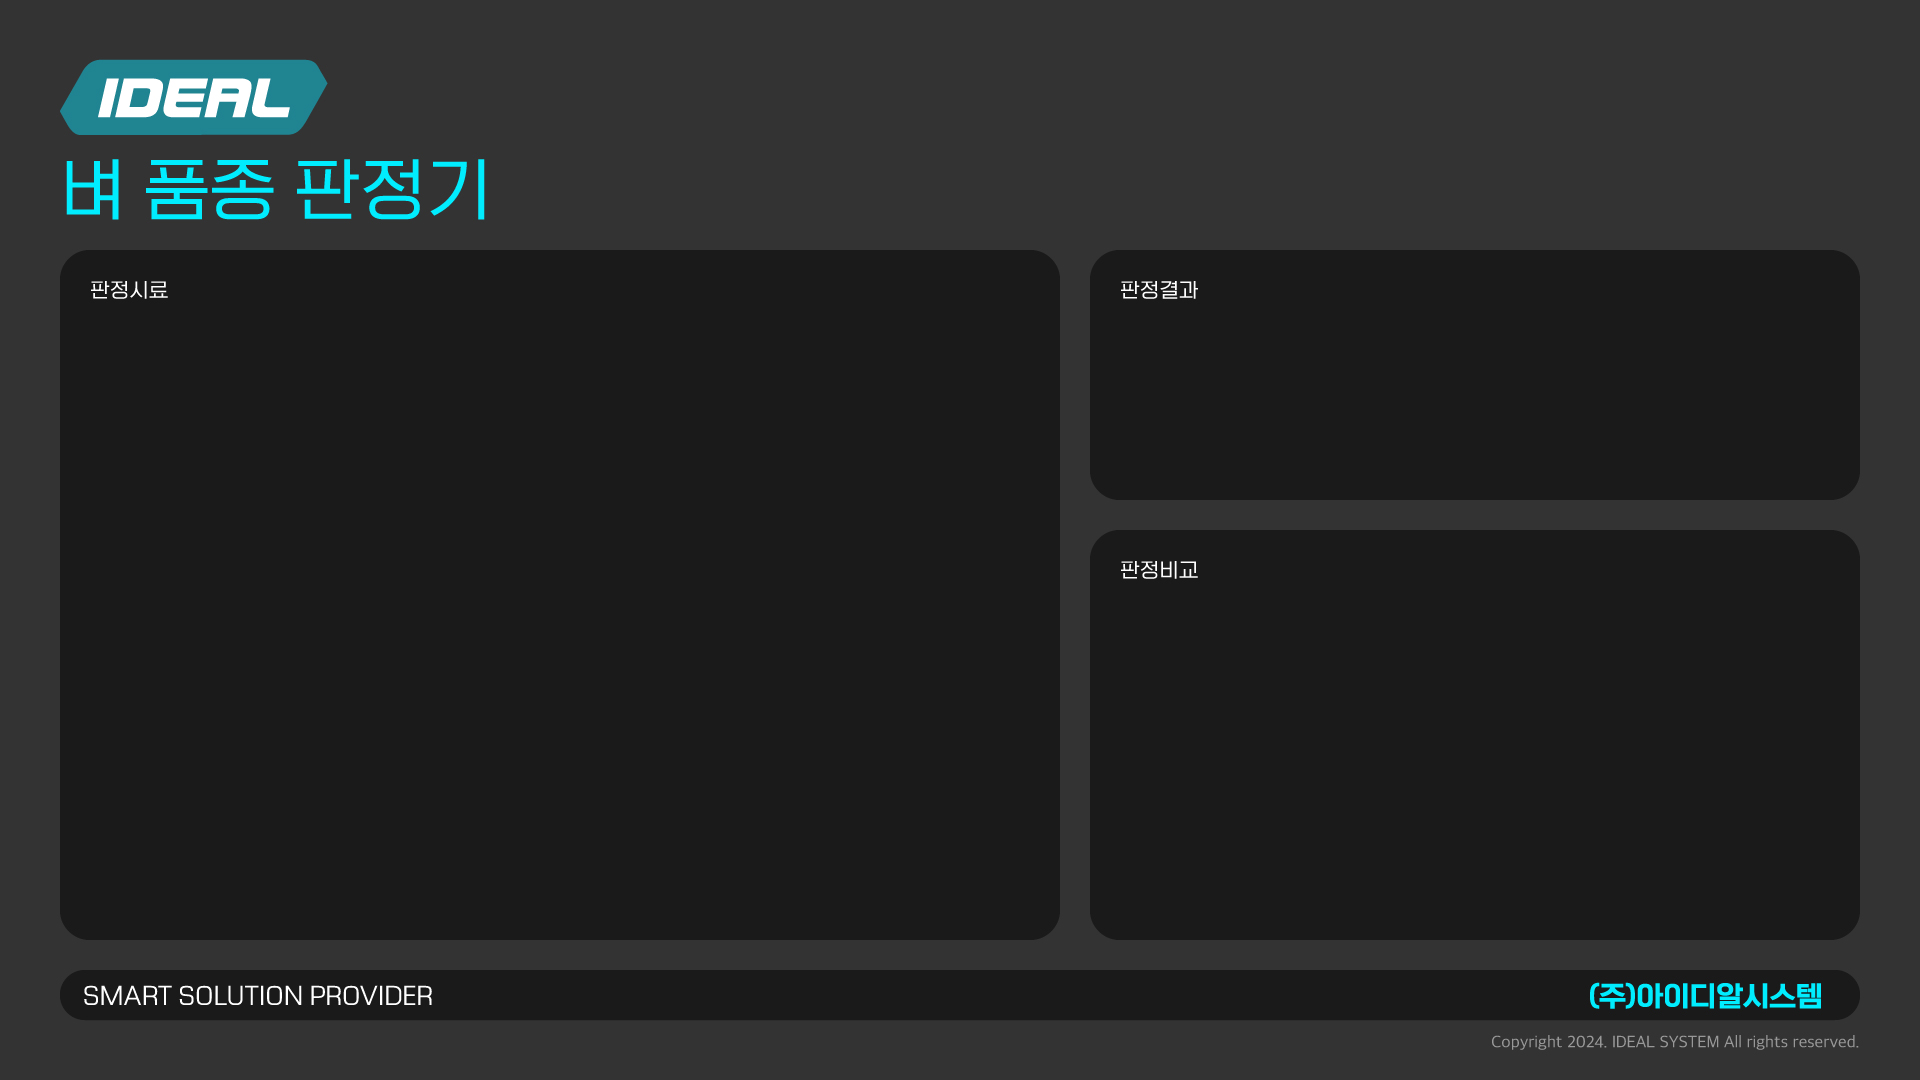 IDEAL
벼 품종 판정기
판정시료
판정결과
판정비교
SMART SOLUTION PROVIDER
(주)아이디알시스템
Copyright 2024. IDEAL SYSTEM All rights reserved.